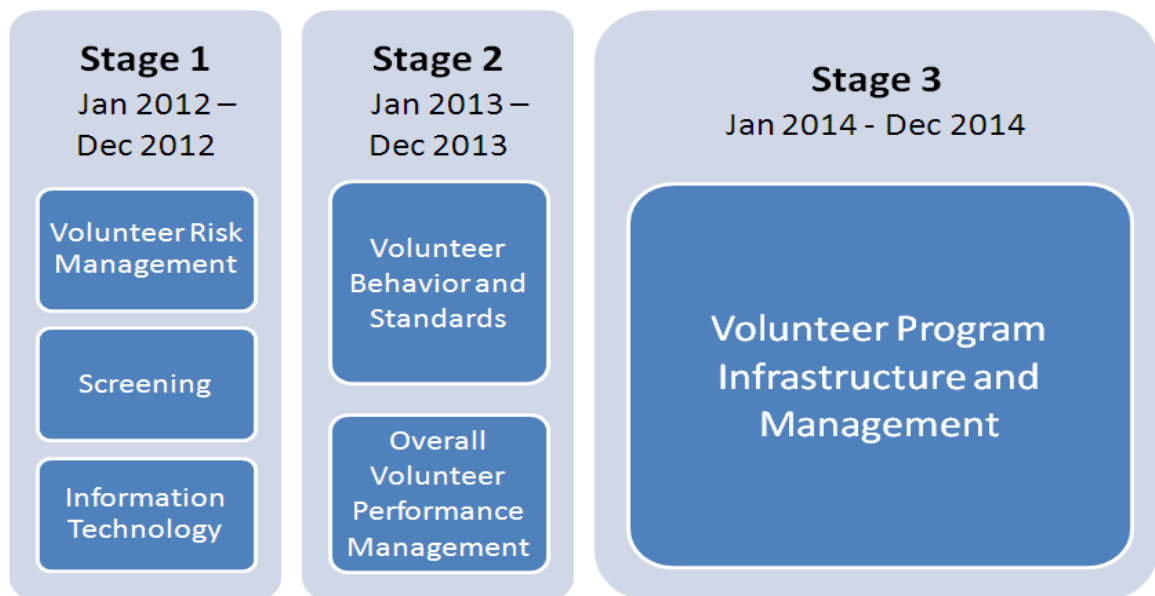 Stage 1
Jan 2012 –
Dec 2012
Volunteer Risk
Management
Screening
Information
Technology
Stage 2
Jan 2013 –
Dec 2013
Volunteer
Behavior and
Standards
Overall
Volunteer
Performance
Management
Stage 3
Jan 2014 - Dec 2014
Volunteer Program
Infrastructure and
Management